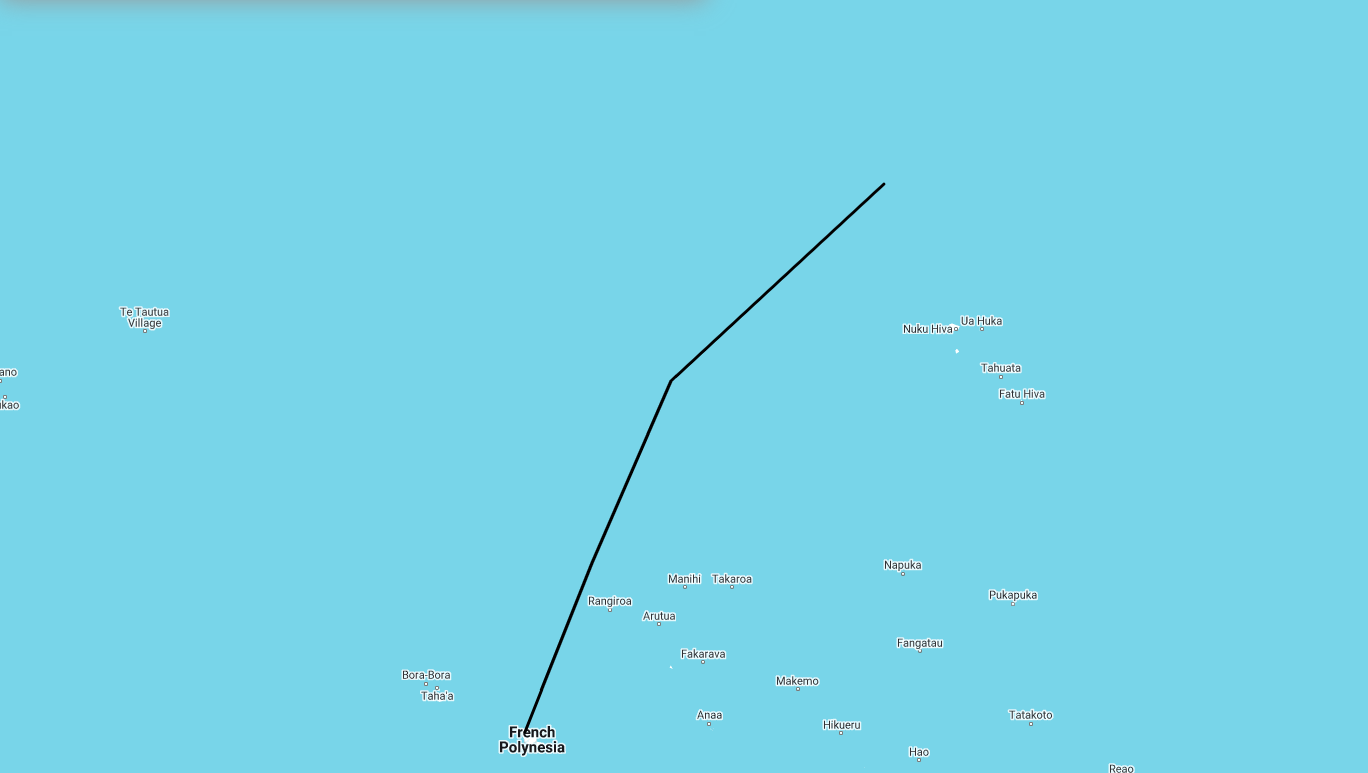 Te Tautua
Village
Ua Huka
Nuku Hiva
Tahuata
ano
Fatu Hiva
kao
Napuka
Manihi
Takaroa
Pukapuka
Rangiroa
Arutua
Fangatau
Fakarava
Bora-Bora
Makemo
Taha'a
Anaa
Tatakoto
Hikueru
French
Polynesia
Hao
Reao